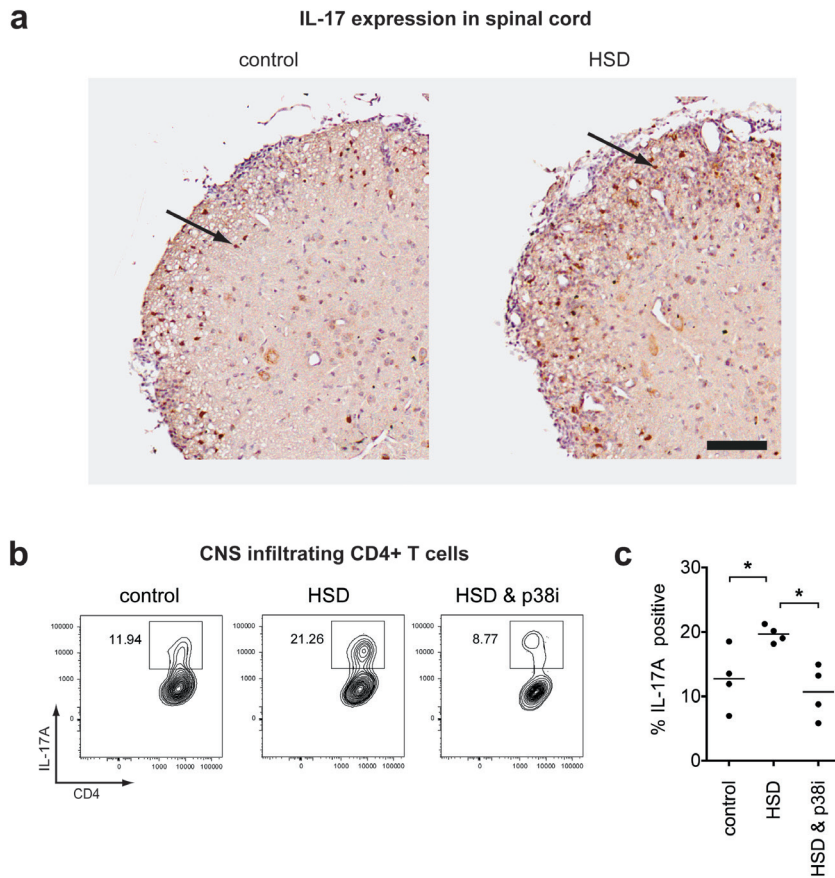 a
IL-17 expression in spinal cord
control HSD
b
CNS infiltrating CD4+ T cells
control HSD HSD & p38i
100000 100000 100000
10000 10000 10000
11.94 21.26 8.77
1000 1000 1000
0 0 0
0 1000 10000 100000 0 1000 10000 100000 0 1000 10000 100000
IL-17A
CD4
c
* *
30
20
10
0
% IL-17A positive
control
HSD
HSD & p38i